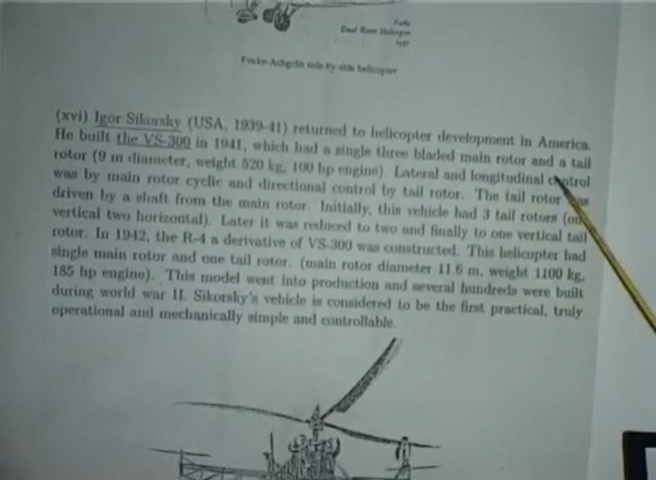 Focke
Dual Rotor Helicopter
1937
Focke-Achgelis side-by-side helicopter
(xvi) Igor Sikorsky (USA, 1939-41) returned to helicopter development in America.
He built the VS-300 in 1941, which had a single three bladed main rotor and a tail
rotor (9 m diameter, weight 520 kg, 100 hp engine). Lateral and longitudinal control
was by main rotor cyclic and directional control by tail rotor. The tail rotor was
driven by a shaft from the main rotor. Initially, this vehicle had 3 tail rotors (one
vertical two horizontal). Later it was reduced to two and finally to one vertical tail
rotor. In 1942, the R-4 a derivative of VS-300 was constructed. This helicopter had
single main rotor and one tail rotor. (main rotor diameter 11.6 m, weight 1100 kg,
185 hp engine). This model went into production and several hundreds were built
during world war II. Sikorsky's vehicle is considered to be the first practical, truly
operational and mechanically simple and controllable.